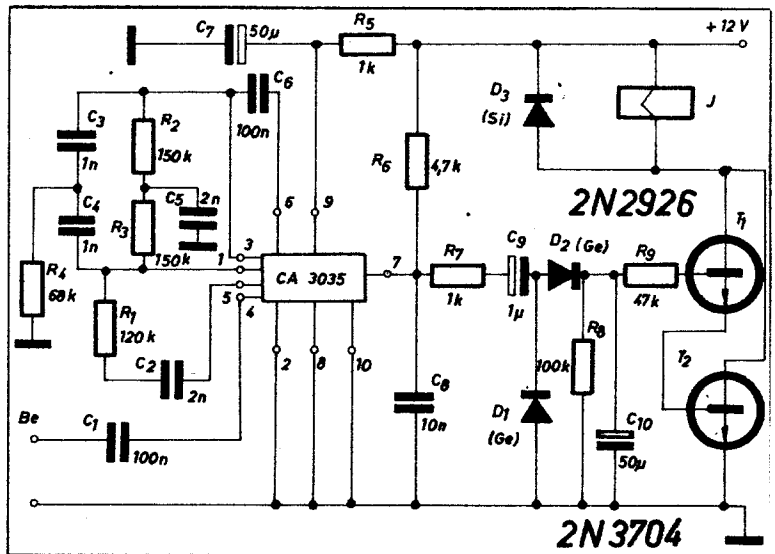 C7
50µ
R5
1k
+12V
C6
100n
C3
1n
R2
150k
D3
(Si)
J
R6
4,7k
6
9
C4
1n
R3
150k
C5
2n
2N2926
3
1
5
4
CA 3035
7
R7
1k
C9
1µ
D2 (Ge)
R9
47k
T1
R4
68k
R1
120k
C2
2n
2
8
10
C8
10n
R8
100k
D1
(Ge)
C10
50µ
T2
Be
C1
100n
2N3704